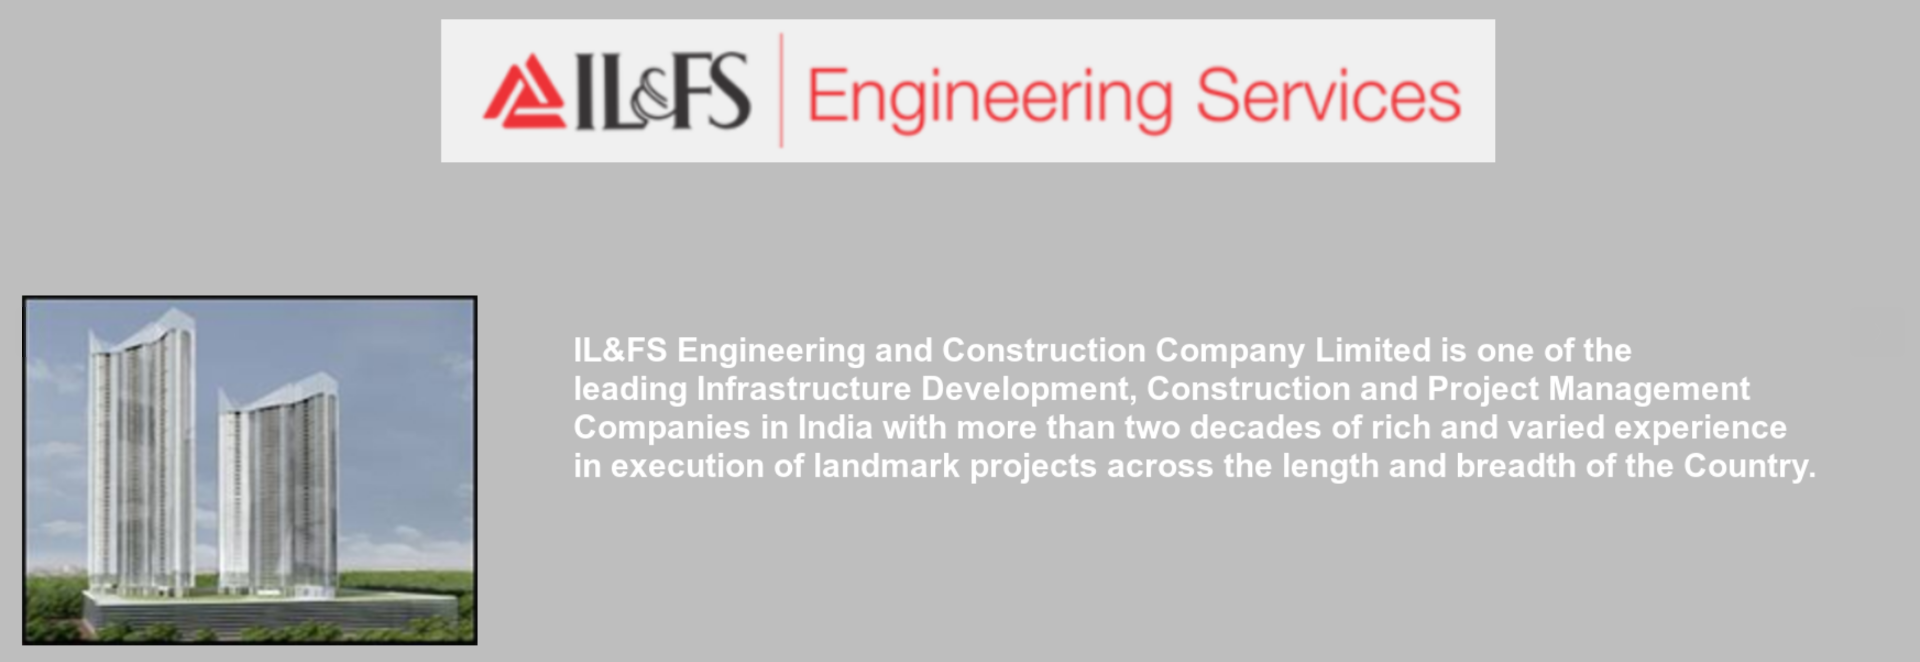 IL&FS Engineering Services
IL&FS Engineering and Construction Company Limited is one of the
leading Infrastructure Development, Construction and Project Management
Companies in India with more than two decades of rich and varied experience
in execution of landmark projects across the length and breadth of the Country.